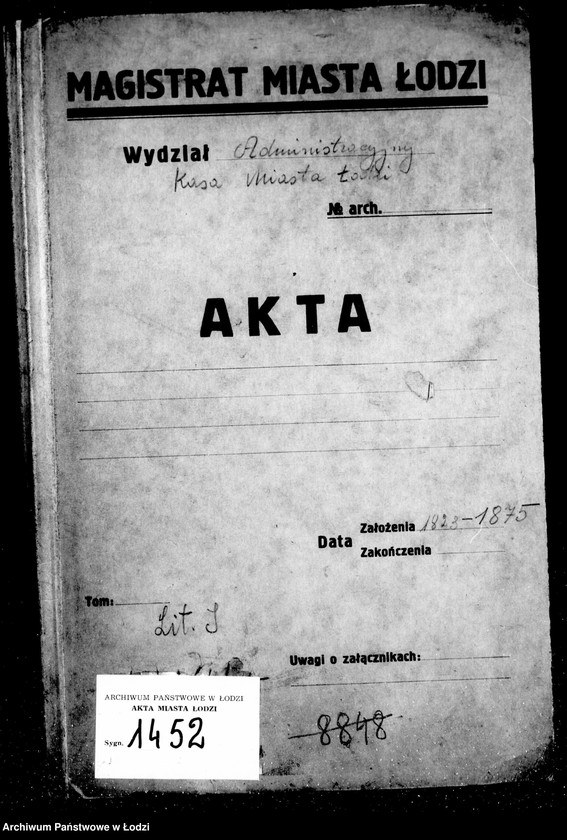 MAGISTRAT MIASTA ŁODZI
Wydział Administracyjny
Kasa Miasta Łodzi
№ arch.
AKTA
Data
Założenia 1823-1875
Zakończenia
Tom:
Lit. J
Uwagi o załącznikach:
ARCHIWUM PAŃSTWOWE W ŁODZI
AKTA MIASTA ŁODZI
Sygn. 1452
8848
Archiwum Państwowe w Łodzi